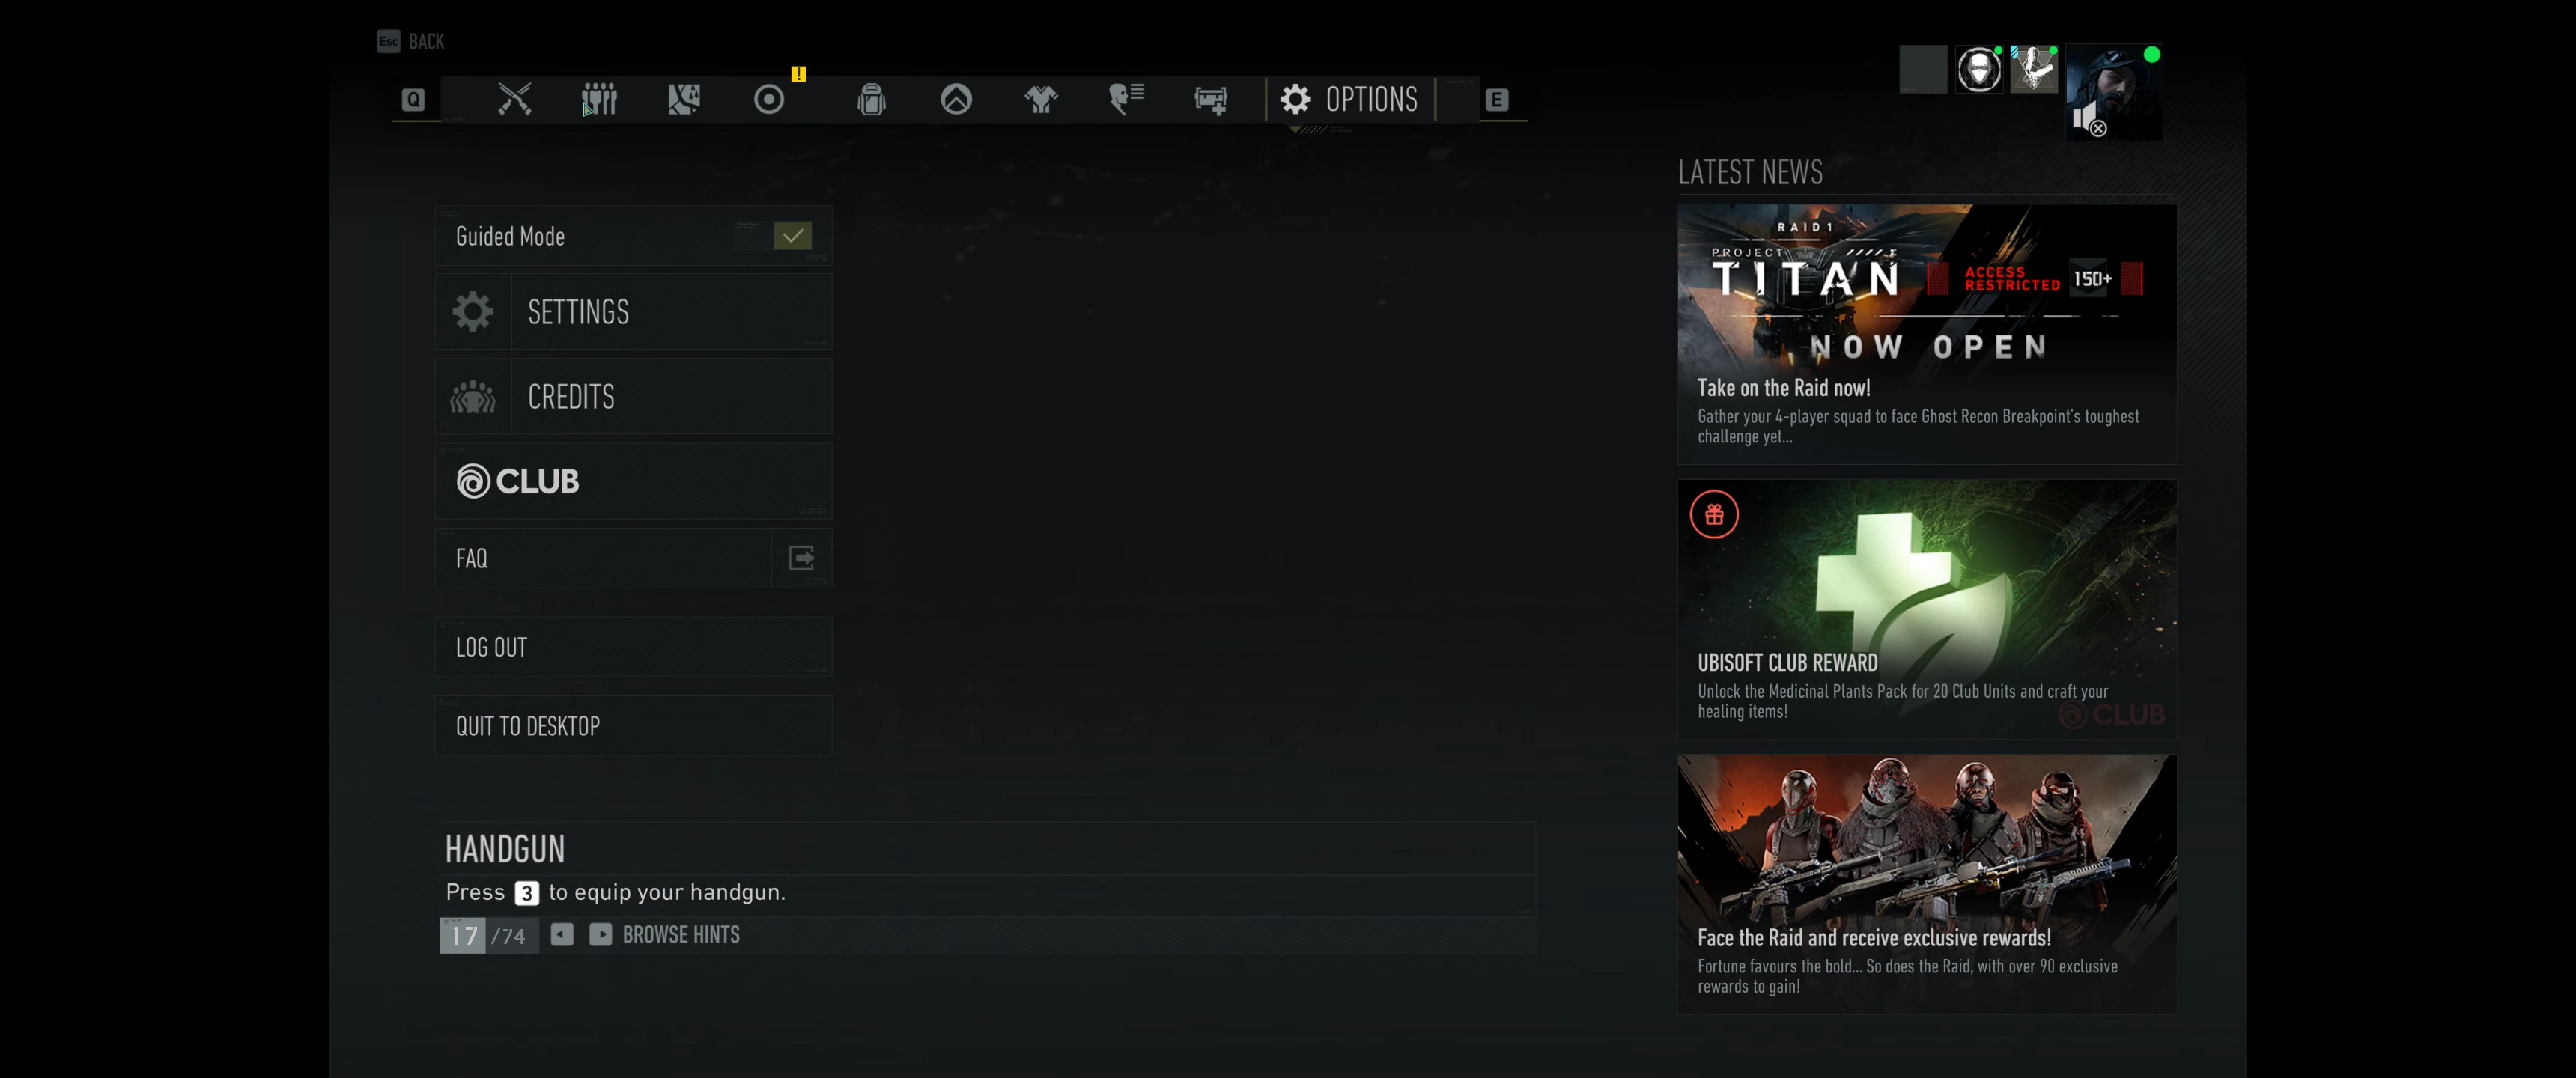 Esc BACK
Q
!
OPTIONS
E
LATEST NEWS
Guided Mode
SETTINGS
CREDITS
CLUB
FAQ
LOG OUT
QUIT TO DESKTOP
RAID 1
PROJECT
TITAN
ACCESS
RESTRICTED
150+
NOW OPEN
Take on the Raid now!
Gather your 4-player squad to face Ghost Recon Breakpoint's toughest
challenge yet...
UBISOFT CLUB REWARD
Unlock the Medicinal Plants Pack for 20 Club Units and craft your
healing items!
CLUB
Face the Raid and receive exclusive rewards!
Fortune favours the bold... So does the Raid, with over 90 exclusive
rewards to gain!
HANDGUN
Press 3 to equip your handgun.
17 /74 BROWSE HINTS